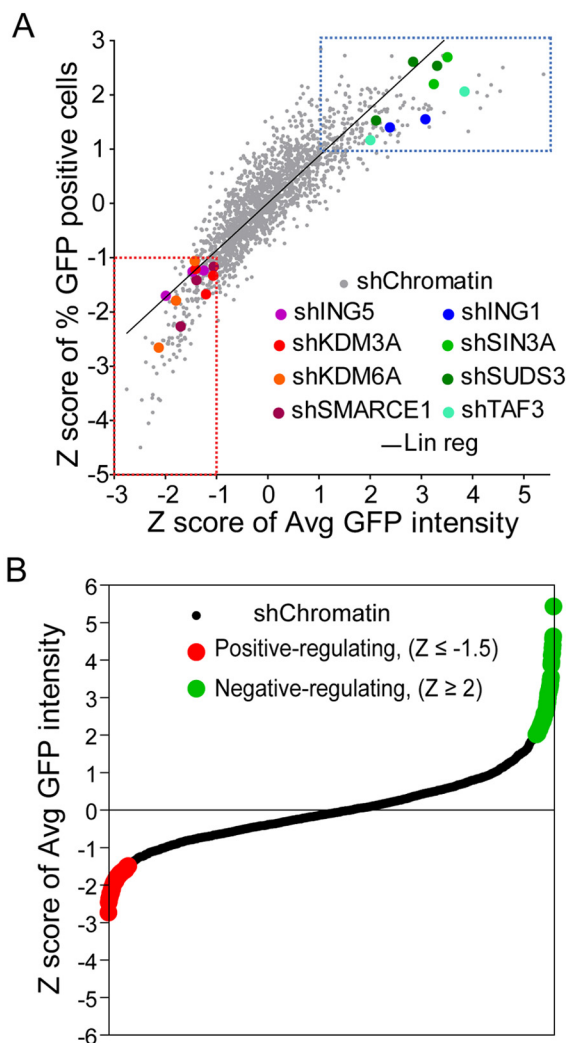 A
3
2
1
0
-1
-2
-3
-4
-5
Z score of % GFP positive cells
shChromatin
shING5 shING1
shKDM3A shSIN3A
shKDM6A shSUDS3
shSMARCE1 shTAF3
Lin reg
-3 -2 -1 0 1 2 3 4 5
Z score of Avg GFP intensity
B
6
5
4
3
2
1
0
-1
-2
-3
-4
-5
-6
Z score of Avg GFP intensity
shChromatin
Positive-regulating, (Z ≤ -1.5)
Negative-regulating, (Z ≥ 2)